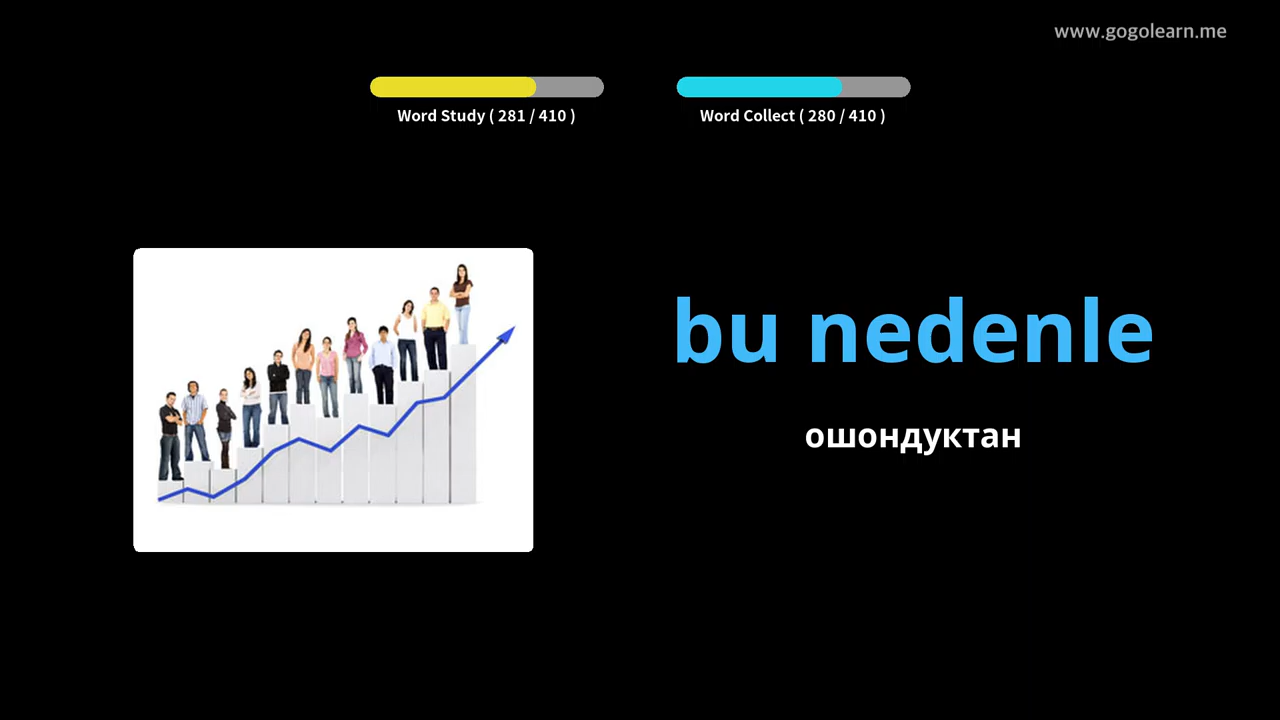 www.gogolearn.me
Word Study ( 281 / 410 )
Word Collect ( 280 / 410 )
bu nedenle
ошондуктан